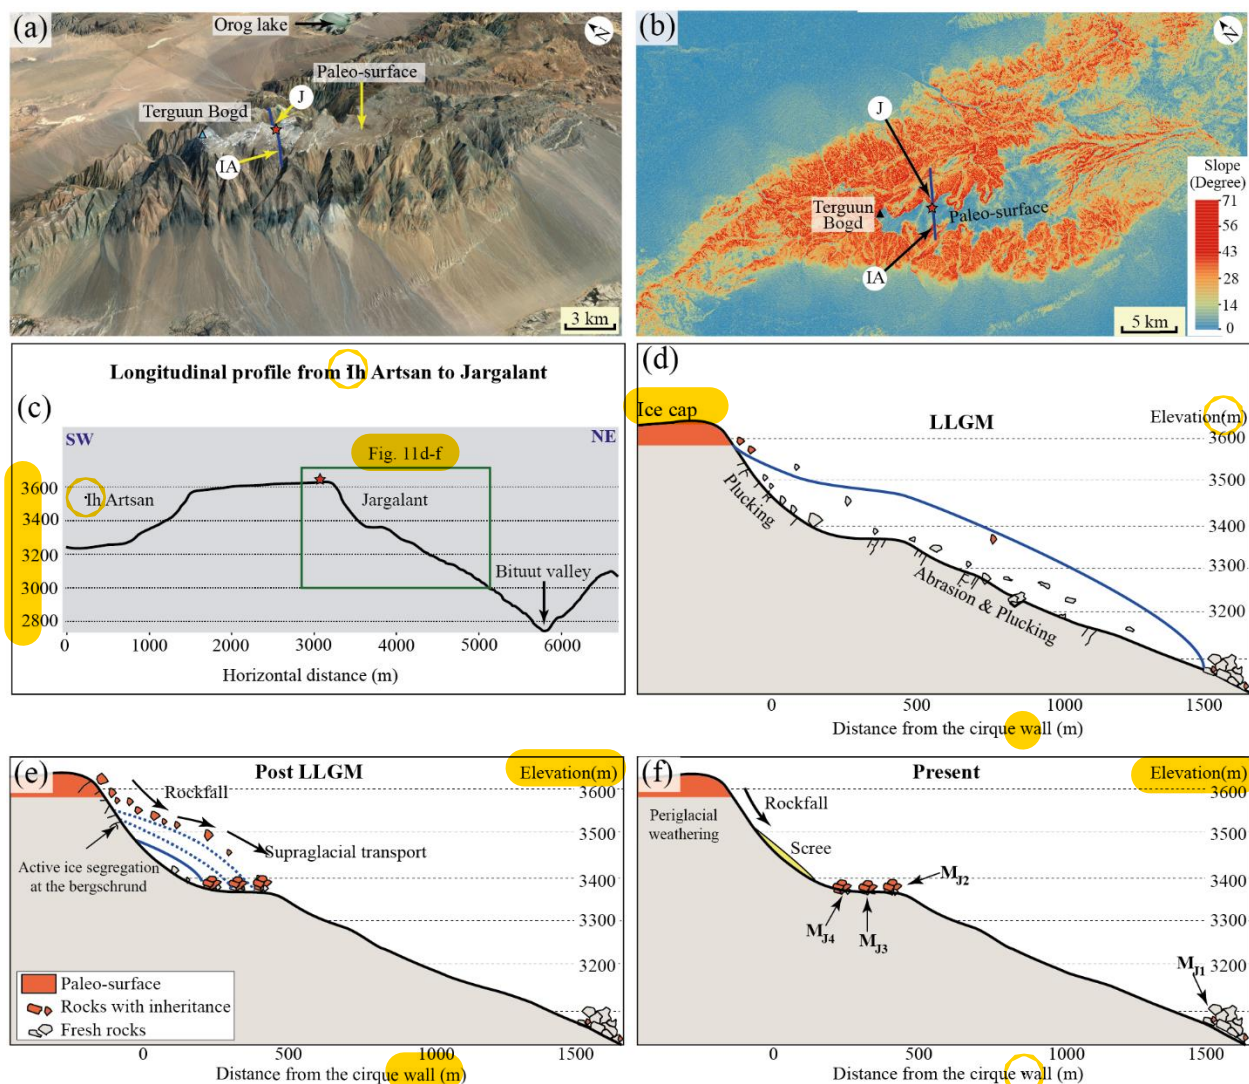 (a)
Orog lake
N
Paleo-surface
J
Terguun Bogd
IA
3 km
(b)
N
J
Slope
(Degree)
71
56
43
28
14
0
Terguun
Bogd
Paleo-surface
IA
5 km
Longitudinal profile from Ih Artsan to Jargalant
(c)
SW
NE
Fig. 11d-f
3600
Ih Artsan
Jargalant
3400
3200
Bituut valley
3000
2800
0 1000 2000 3000 4000 5000 6000
Horizontal distance (m)
(d)
Ice cap
LLGM
Elevation(m)
3600
3500
Plucking
3400
3300
Abrasion & Plucking
3200
0 500 1000 1500
Distance from the cirque wall (m)
(e)
Post LLGM
Elevation(m)
3600
Rockfall
3500
Supraglacial transport
Active ice segregation
at the bergschrund
3400
3300
3200
Paleo-surface
Rocks with inheritance
Fresh rocks
0 500 1000 1500
Distance from the cirque wall (m)
(f)
Present
Elevation(m)
3600
Rockfall
Periglacial
weathering
3500
Scree
3400
MJ2
MJ4
MJ3
3300
3200
MJ1
0 500 1000 1500
Distance from the cirque wall (m)